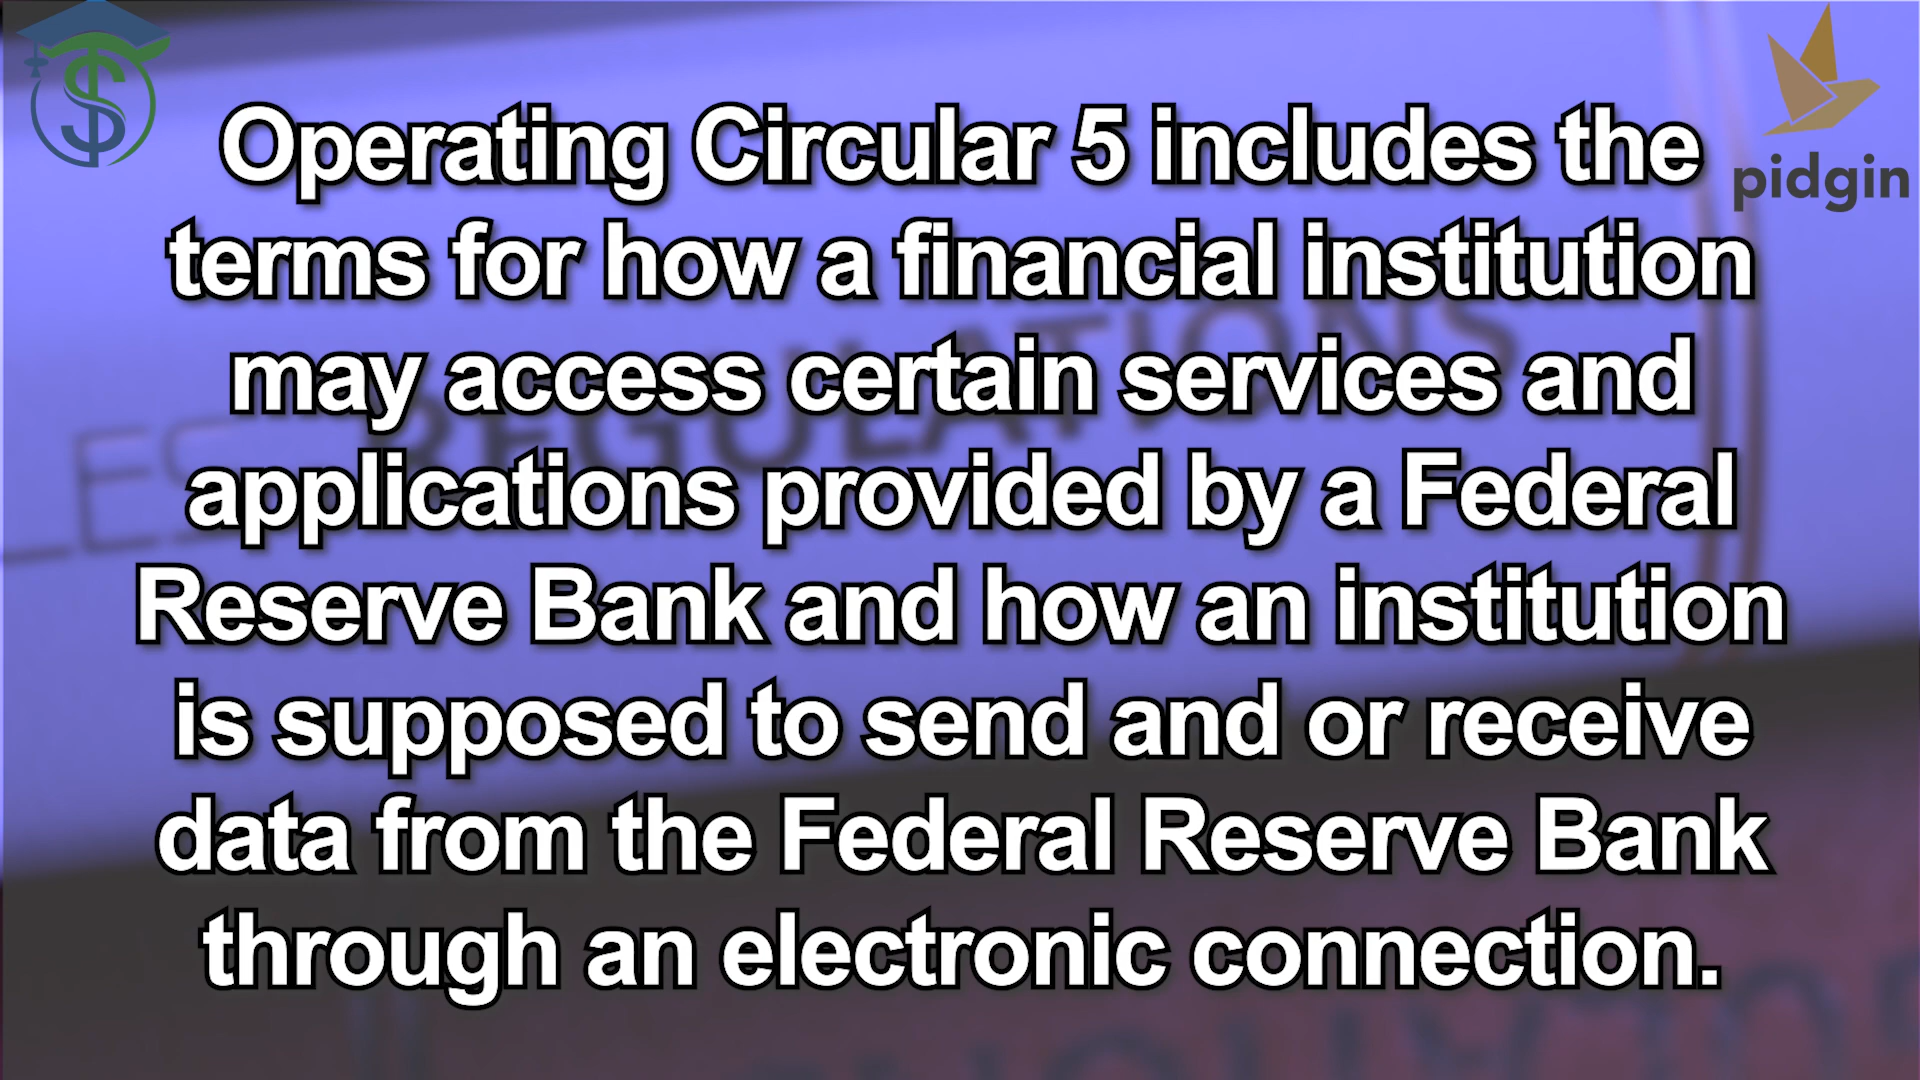 Operating Circular 5 includes the
terms for how a financial institution
may access certain services and
applications provided by a Federal
Reserve Bank and how an institution
is supposed to send and or receive
data from the Federal Reserve Bank
through an electronic connection.
pidgin
REGULATIONS